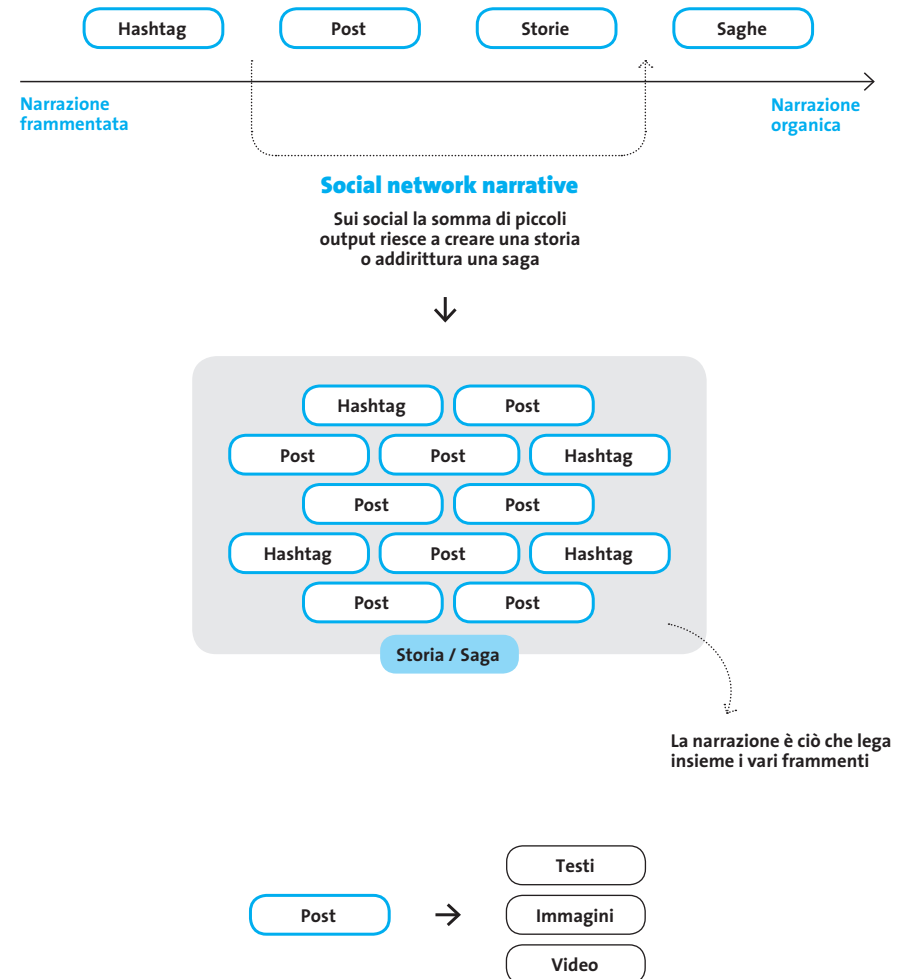 Hashtag
Post
Storie
Saghe
Narrazione
frammentata
Narrazione
organica
Social network narrative
Sui social la somma di piccoli
output riesce a creare una storia
o addirittura una saga
Hashtag
Post
Post
Post
Hashtag
Post
Post
Hashtag
Post
Hashtag
Post
Post
Storia / Saga
La narrazione è ciò che lega
insieme i vari frammenti
Post
Testi
Immagini
Video